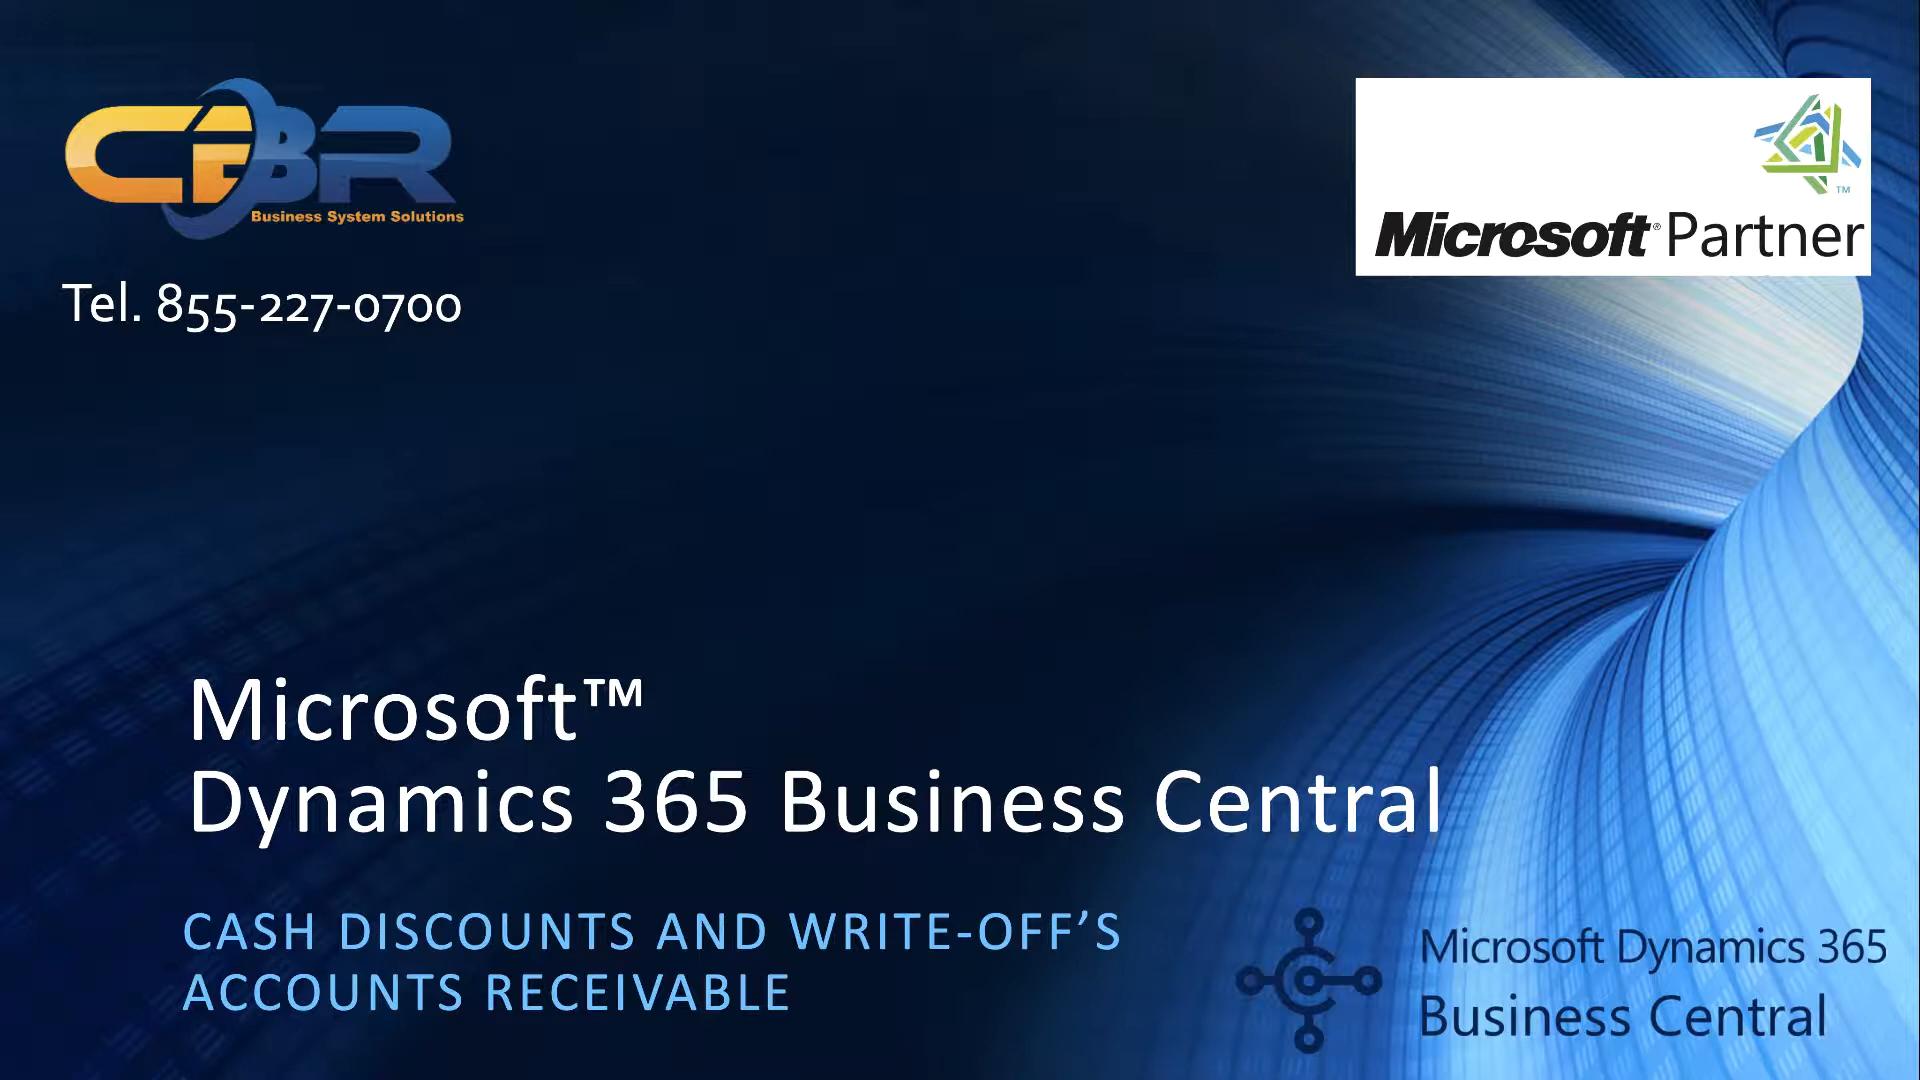 CBR
Business System Solutions
Tel. 855-227-0700
™
Microsoft® Partner
Microsoft™
Dynamics 365 Business Central
CASH DISCOUNTS AND WRITE-OFF’S
ACCOUNTS RECEIVABLE
Microsoft Dynamics 365
Business Central